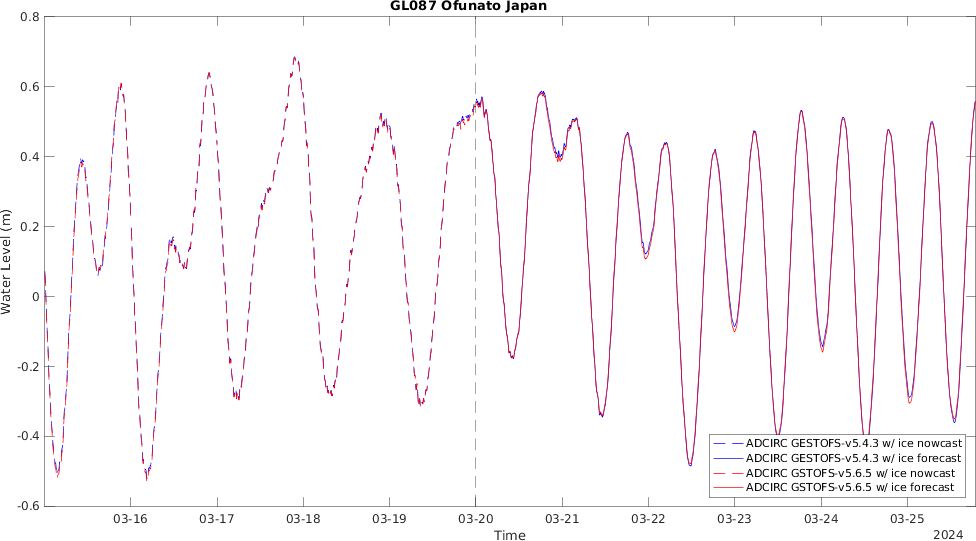 GL087 Ofunato Japan
0.8
0.6
0.4
0.2
0
-0.2
-0.4
-0.6
Water Level (m)
ADCIRC GESTOFS-v5.4.3 w/ ice nowcast
ADCIRC GESTOFS-v5.4.3 w/ ice forecast
ADCIRC GSTOFS-v5.6.5 w/ ice nowcast
ADCIRC GSTOFS-v5.6.5 w/ ice forecast
03-16 03-17 03-18 03-19 03-20 03-21 03-22 03-23 03-24 03-25
Time
2024